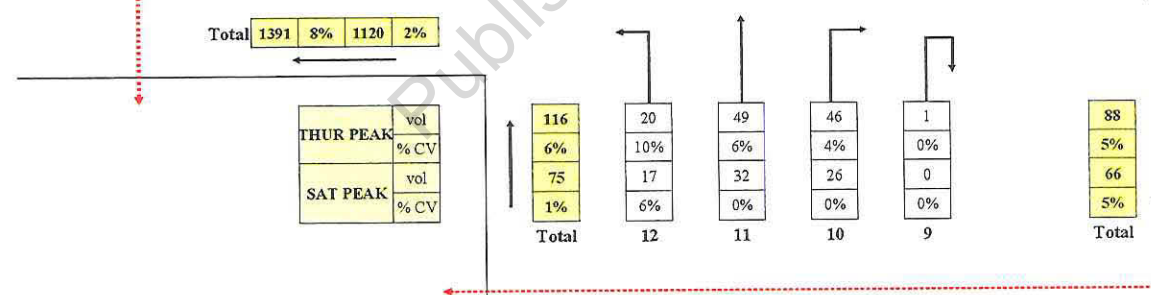 Total 1391 8% 1120 2%
THUR PEAK vol 116 20 49 46 1 88
% CV 6% 10% 6% 4% 0% 5%
SAT PEAK vol 75 17 32 26 0 66
% CV 1% 6% 0% 0% 0% 5%
Total 12 11 10 9 Total